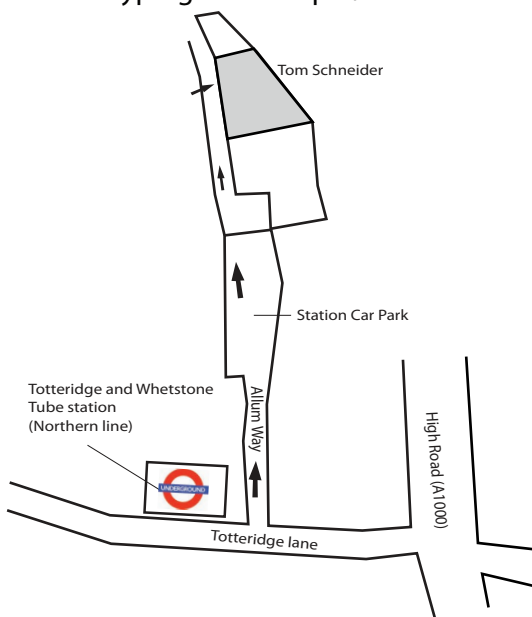 Tom Schneider
Station Car Park
Totteridge and Whetstone
Tube station
(Northern line)
Allum Way
High Road (A1000)
UNDERGROUND
Totteridge lane